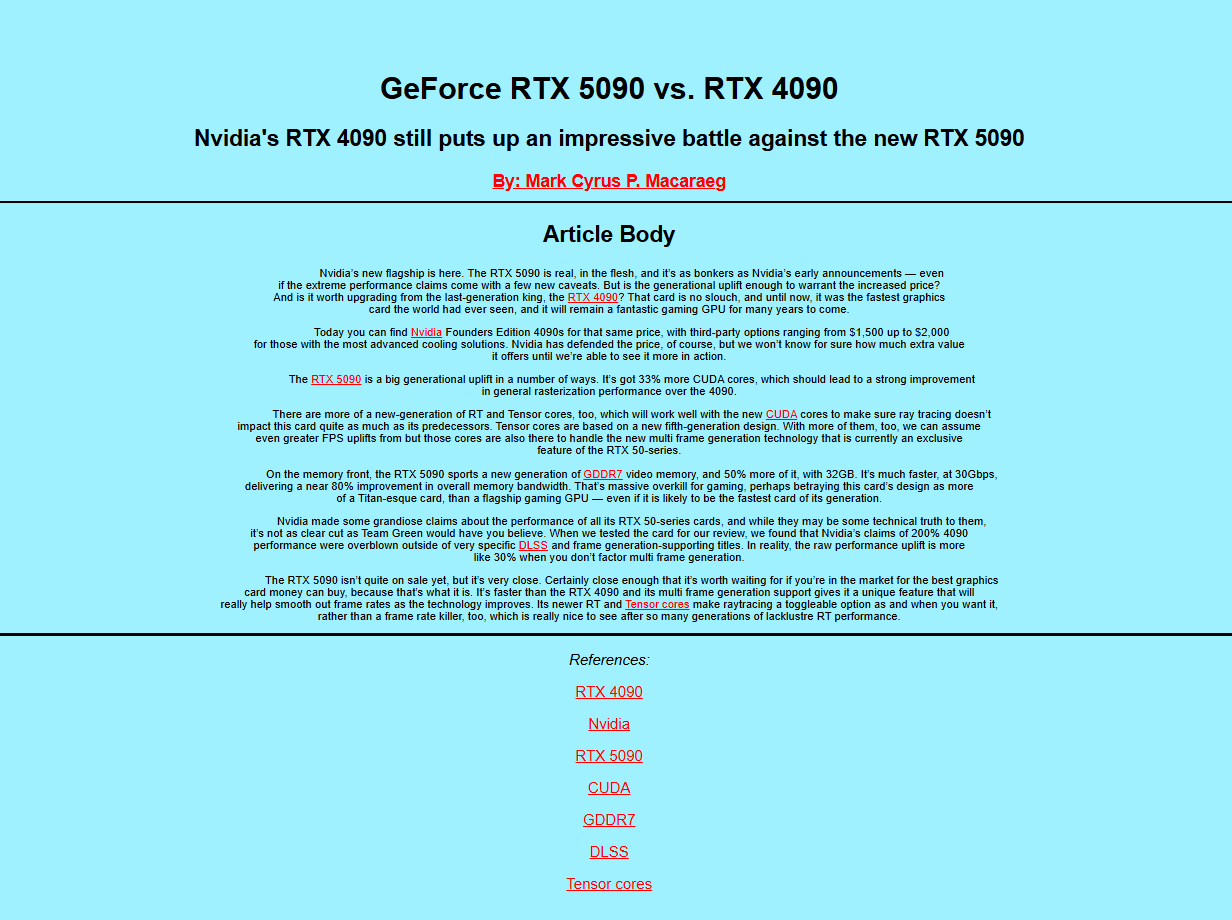 GeForce RTX 5090 vs. RTX 4090
Nvidia's RTX 4090 still puts up an impressive battle against the new RTX 5090
By: Mark Cyrus P. Macaraeg
Article Body
Nvidia's new flagship is here. The RTX 5090 is real, in the flesh, and it's as bonkers as Nvidia's early announcements — even
if the extreme performance claims come with a few new caveats. But is the generational uplift enough to warrant the increased price?
And is it worth upgrading from the last-generation king, the RTX 4090? That card is no slouch, and until now, it was the fastest graphics
card the world had ever seen, and it will remain a fantastic gaming GPU for many years to come.
Today you can find Nvidia Founders Edition 4090s for that same price, with third-party options ranging from $1,500 up to $2,000
for those with the most advanced cooling solutions. Nvidia has defended the price, of course, but we won't know for sure how much extra value
it offers until we're able to see it more in action.
The RTX 5090 is a big generational uplift in a number of ways. It's got 33% more CUDA cores, which should lead to a strong improvement
in general rasterization performance over the 4090.
There are more of a new-generation of RT and Tensor cores, too, which will work well with the new CUDA cores to make sure ray tracing doesn't
impact this card quite as much as its predecessors. Tensor cores are based on a new fifth-generation design. With more of them, too, we can assume
even greater FPS uplifts from but those cores are also there to handle the new multi frame generation technology that is currently an exclusive
feature of the RTX 50-series.
On the memory front, the RTX 5090 sports a new generation of GDDR7 video memory, and 50% more of it, with 32GB. It's much faster, at 30Gbps,
delivering a near 80% improvement in overall memory bandwidth. That's massive overkill for gaming, perhaps betraying this card's design as more
of a Titan-esque card, than a flagship gaming GPU — even if it is likely to be the fastest card of its generation.
Nvidia made some grandiose claims about the performance of all its RTX 50-series cards, and while they may be some technical truth to them,
it's not as clear cut as Team Green would have you believe. When we tested the card for our review, we found that Nvidia's claims of 200% 4090
performance were overblown outside of very specific DLSS and frame generation-supporting titles. In reality, the raw performance uplift is more
like 30% when you don't factor multi frame generation.
The RTX 5090 isn't quite on sale yet, but it's very close. Certainly close enough that it's worth waiting for if you're in the market for the best graphics
card money can buy, because that's what it is. It's faster than the RTX 4090 and its multi frame generation support gives it a unique feature that will
really help smooth out frame rates as the technology improves. Its newer RT and Tensor cores make raytracing a toggleable option as and when you want it,
rather than a frame rate killer, too, which is really nice to see after so many generations of lacklustre RT performance.
References:
RTX 4090
Nvidia
RTX 5090
CUDA
GDDR7
DLSS
Tensor cores